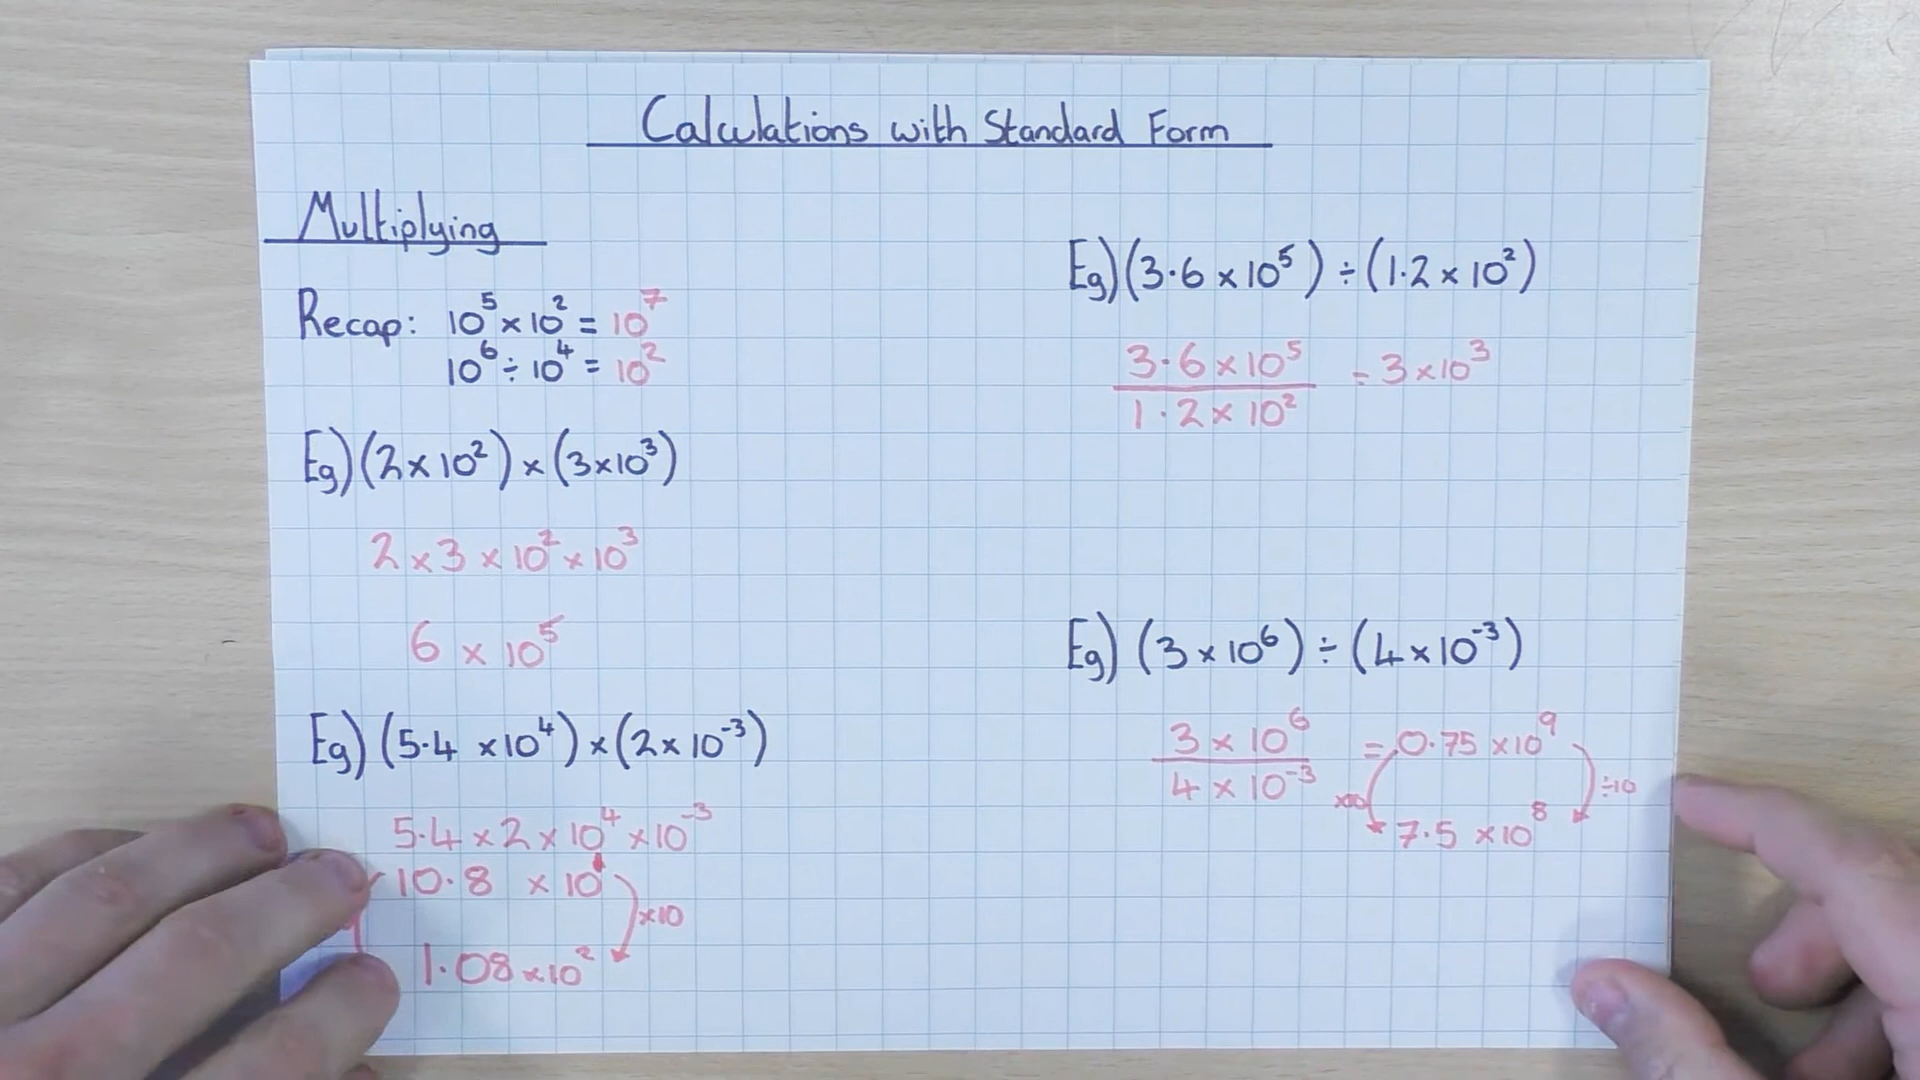 Calculations with Standard Form
Multiplying
Recap: 10⁵ × 10² = 10⁷
10⁶ ÷ 10⁴ = 10²
Eg) (2 × 10²) × (3 × 10³)
2 × 3 × 10² × 10³
6 × 10⁵
Eg) (5·4 × 10⁴) × (2 × 10⁻³)
5·4 × 2 × 10⁴ × 10⁻³
10·8 × 10¹
×10
1·08 × 10²
Eg) (3·6 × 10⁵) ÷ (1·2 × 10²)
3·6 × 10⁵ = 3 × 10³
1·2 × 10²
Eg) (3 × 10⁶) ÷ (4 × 10⁻³)
3 × 10⁶ = 0·75 × 10⁹
4 × 10⁻³ ×10 ÷10
7·5 × 10⁸